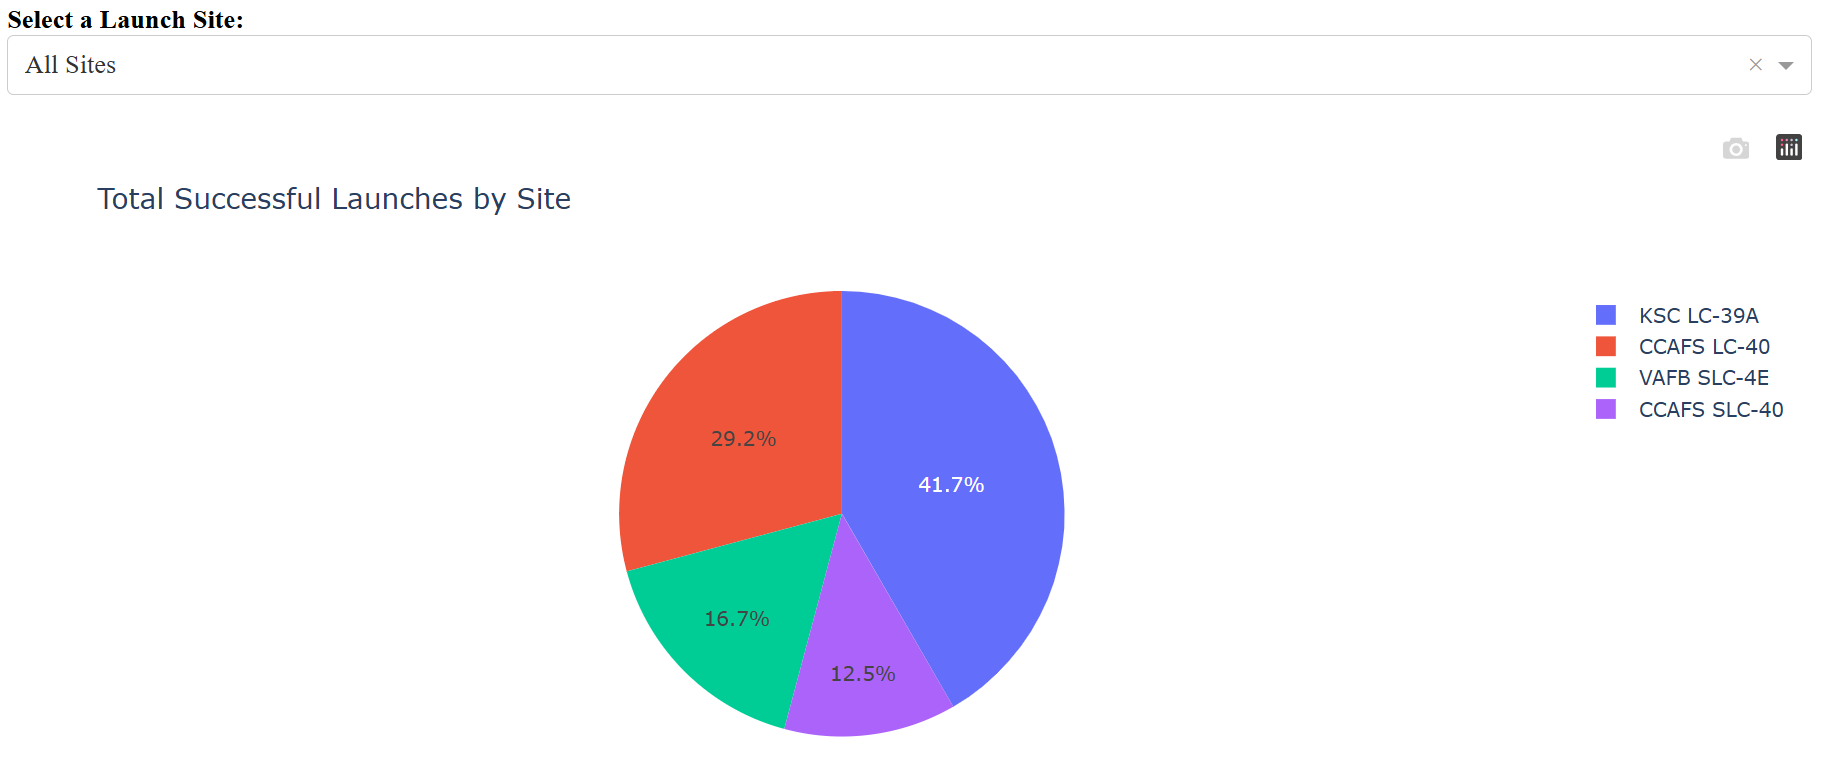 Select a Launch Site:
All Sites
Total Successful Launches by Site
KSC LC-39A
CCAFS LC-40
VAFB SLC-4E
CCAFS SLC-40
29.2%
41.7%
16.7%
12.5%